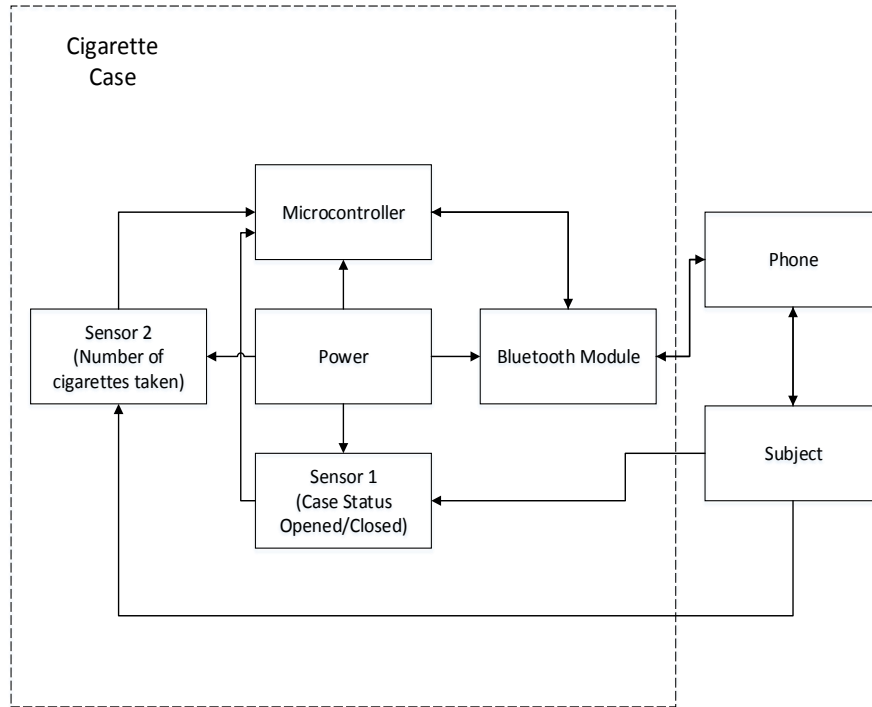 Cigarette
Case
Microcontroller
Phone
Sensor 2
(Number of
cigarettes taken)
Power
Bluetooth Module
Sensor 1
(Case Status
Opened/Closed)
Subject